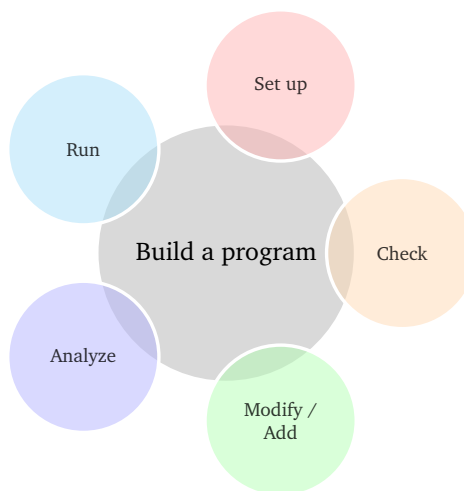 Set up
Run
Build a program
Check
Analyze
Modify /
Add